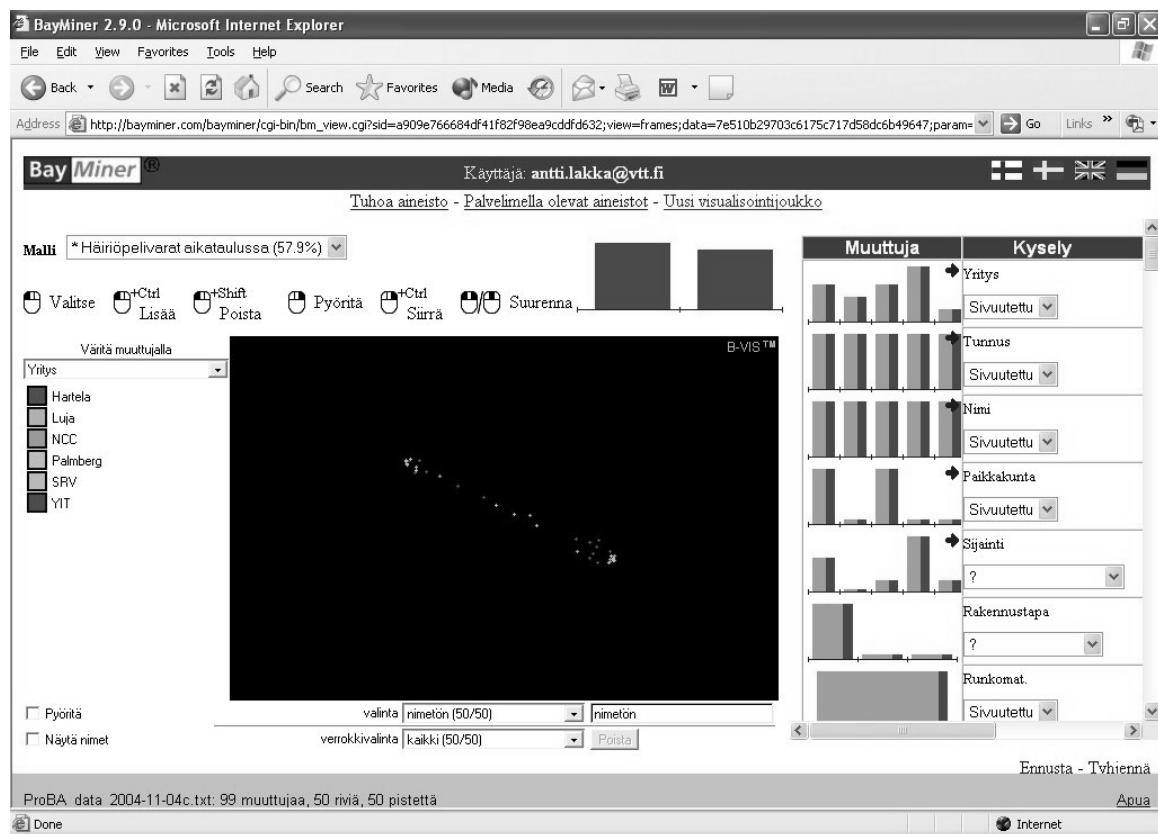 BayMiner 2.9.0 - Microsoft Internet Explorer
File Edit View Favorites Tools Help
Back Search Favorites Media
Address http://bayminer.com/bayminer/cgi-bin/bm_view.cgi?sid=a909e766684df41f82f98ea9cddfd632;view=frames;data=7e510b29703c6175c717d58dc6b49647;param= Go Links »
Bay Miner ® Käyttäjä: antti.lakka@vtt.fi
Tuhoa aineisto - Palvelimella olevat aineistot - Uusi visualisointijoukko
Malli * Häiriöpelivarat aikataulussa (57.9%)
Valitse +Ctrl Lisää +Shift Poista Pyöritä +Ctrl Siirrä / Suurenna
Väritä muuttujalla
Yritys
Hartela
Luja
NCC
Palmberg
SRV
YIT
B-VIS™
Muuttuja Kysely
Yritys
Sivuutettu
Tunnus
Sivuutettu
Nimi
Sivuutettu
Paikkakunta
Sivuutettu
Sijainti
?
Rakennustapa
?
Runkomat.
Sivuutettu
Pyöritä valinta nimetön (50/50) nimetön
Näytä nimet verrokkivalinta kaikki (50/50) Poista
Ennusta - Tyhiennä
ProBA data 2004-11-04c.txt: 99 muuttujaa, 50 riviä, 50 pistettä Apua
Done Internet